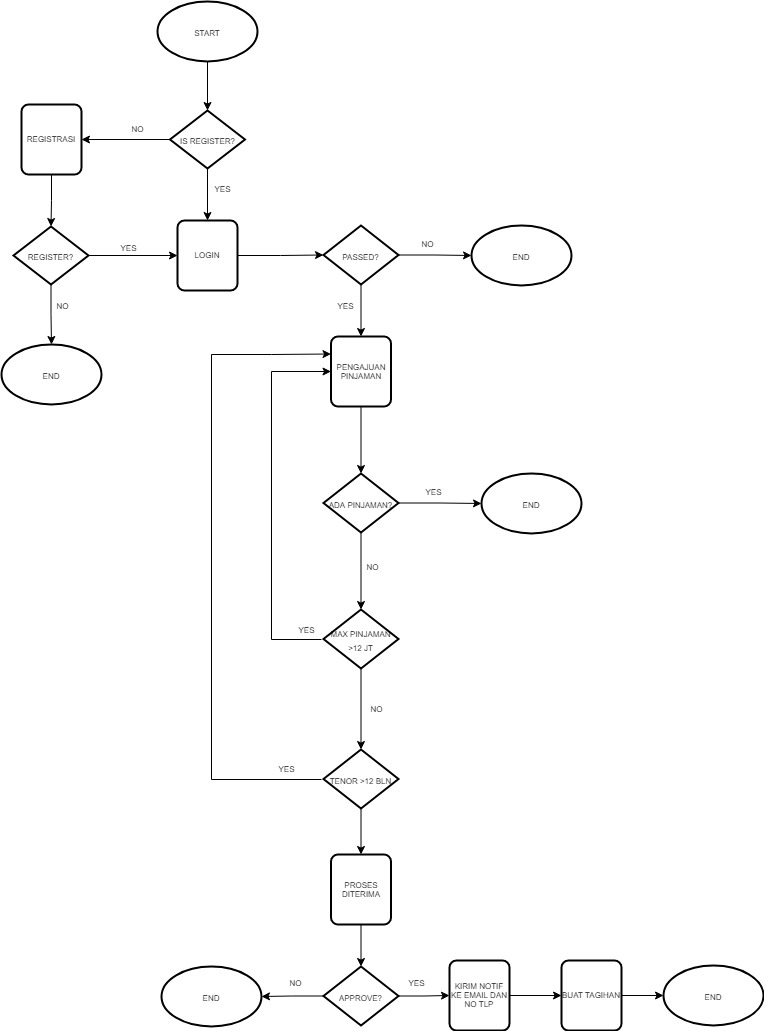 START
IS REGISTER?
NO
REGISTRASI
YES
REGISTER?
YES
LOGIN
PASSED?
NO
END
NO
END
YES
PENGAJUAN
PINJAMAN
ADA PINJAMAN?
YES
END
NO
YES
MAX PINJAMAN
>12 JT
NO
YES
TENOR >12 BLN
PROSES
DITERIMA
END
NO
APPROVE?
YES
KIRIM NOTIF
KE EMAIL DAN
NO TLP
BUAT TAGIHAN
END